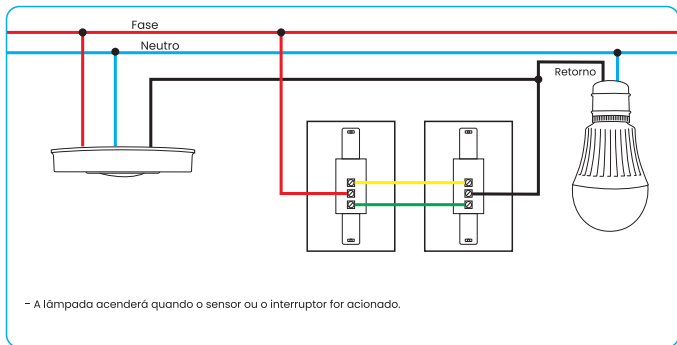 Fase
Neutro
Retorno
- A lâmpada acenderá quando o sensor ou o interruptor for acionado.